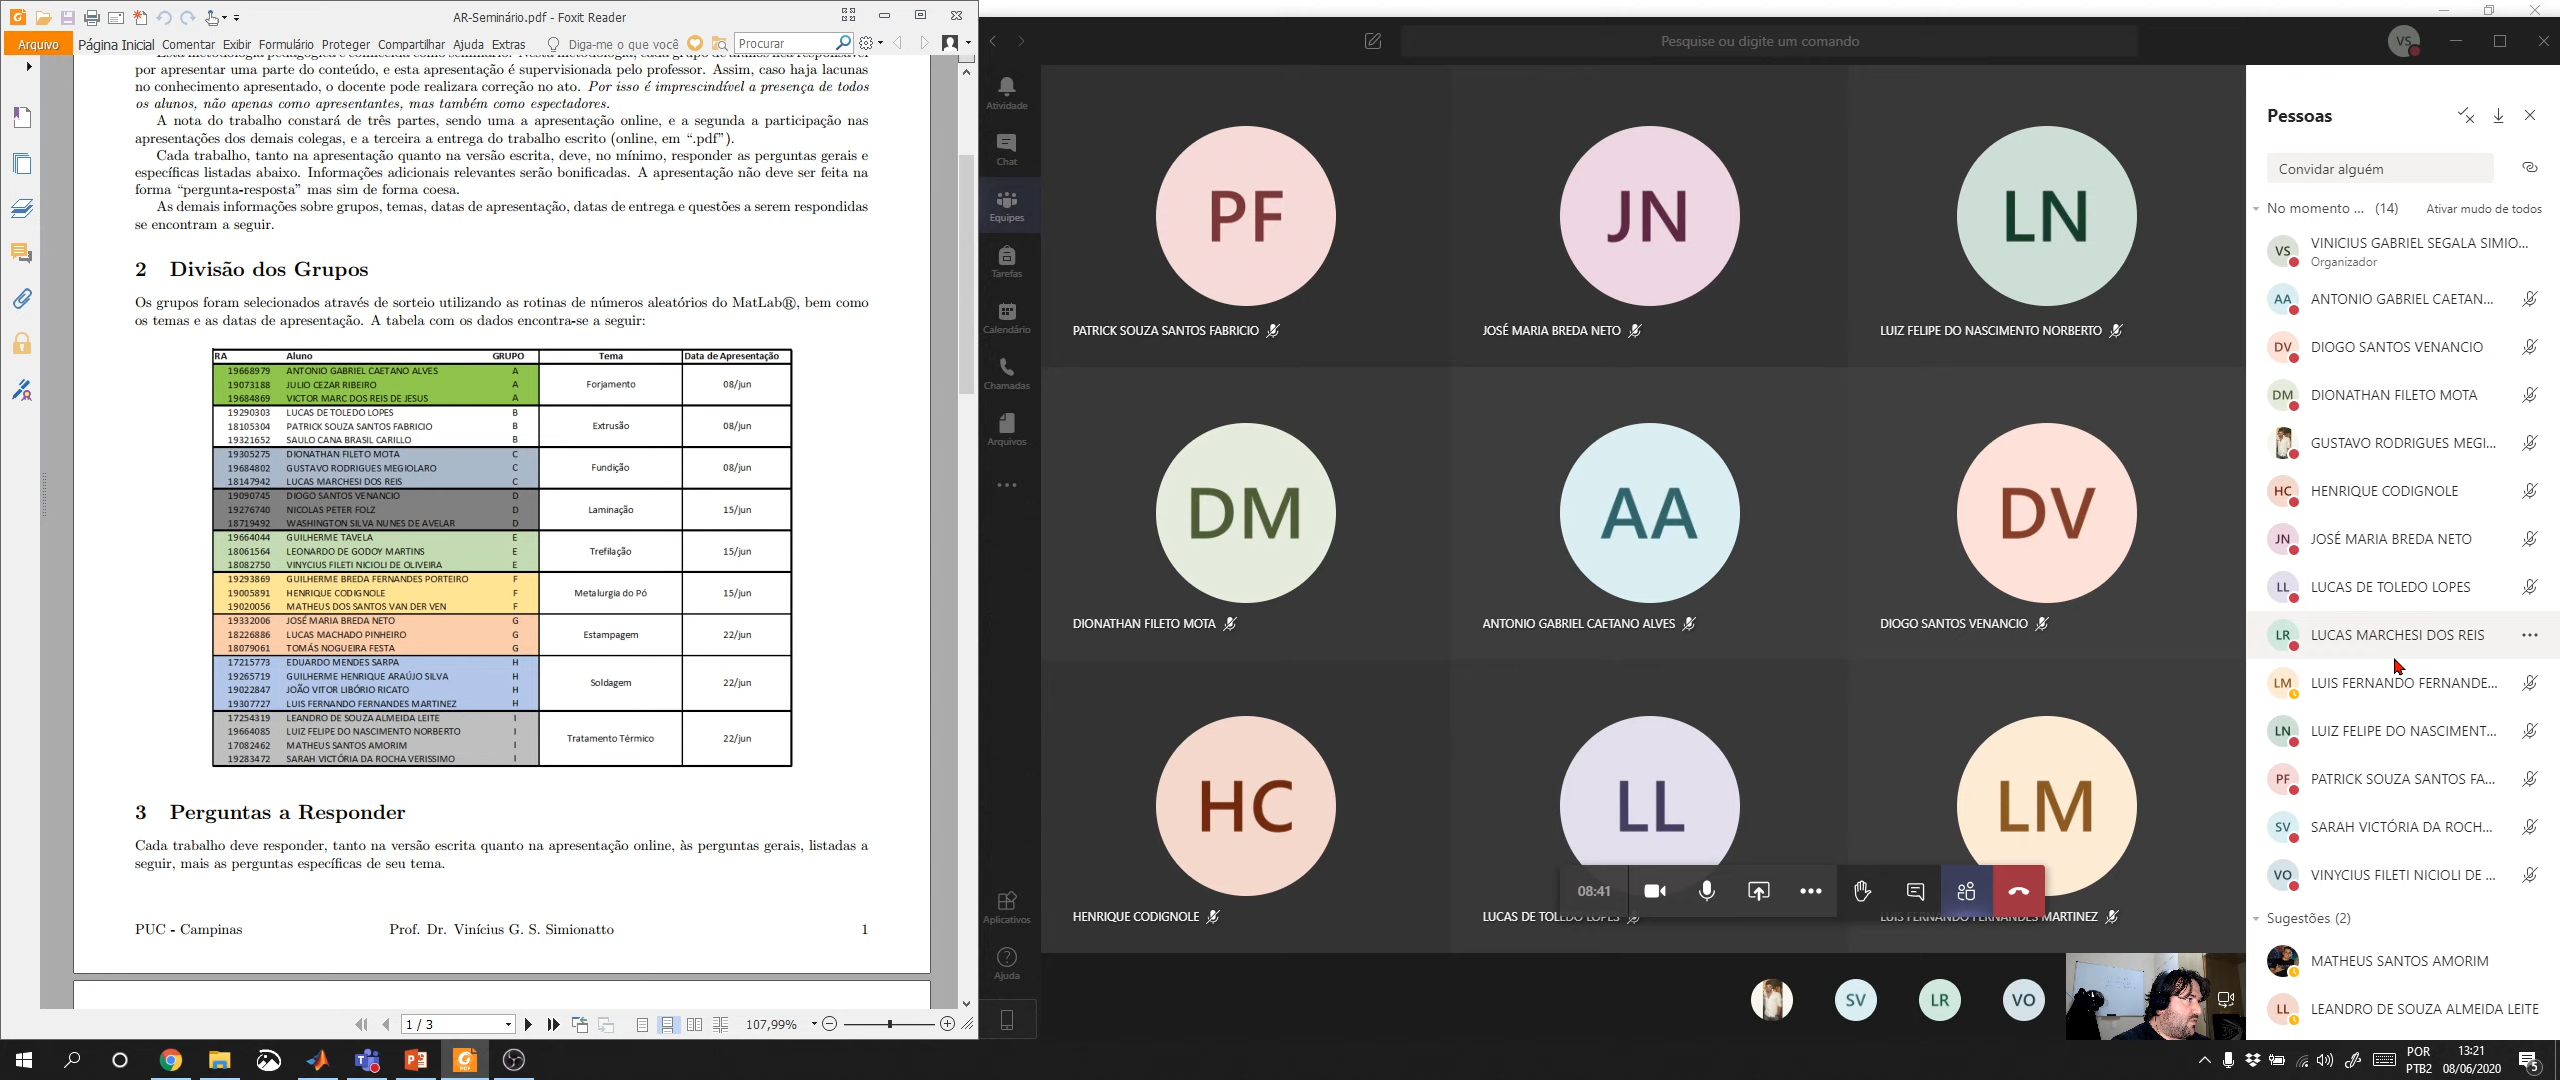 AR-Seminário.pdf - Foxit Reader
Arquivo Página Inicial Comentar Exibir Formulário Proteger Compartilhar Ajuda Extras Diga-me o que você Procurar
por apresentar uma parte do conteúdo, e esta apresentação é supervisionada pelo professor. Assim, caso haja lacunas
no conhecimento apresentado, o docente pode realizara correção no ato. Por isso é imprescindível a presença de todos
os alunos, não apenas como apresentantes, mas também como espectadores.
A nota do trabalho constará de três partes, sendo uma a apresentação online, e a segunda a participação nas
apresentações dos demais colegas, e a terceira a entrega do trabalho escrito (online, em “.pdf”).
Cada trabalho, tanto na apresentação quanto na versão escrita, deve, no mínimo, responder as perguntas gerais e
específicas listadas abaixo. Informações adicionais relevantes serão bonificadas. A apresentação não deve ser feita na
forma “pergunta-resposta” mas sim de forma coesa.
As demais informações sobre grupos, temas, datas de apresentação, datas de entrega e questões a serem respondidas
se encontram a seguir.
2 Divisão dos Grupos
Os grupos foram selecionados através de sorteio utilizando as rotinas de números aleatórios do MatLab®, bem como
os temas e as datas de apresentação. A tabela com os dados encontra-se a seguir:
RA Aluno GRUPO Tema Data de Apresentação
19668979 ANTONIO GABRIEL CAETANO ALVES A
19073188 JULIO CEZAR RIBEIRO A Forjamento 08/jun
19684869 VICTOR MARC DOS REIS DE JESUS A
19290303 LUCAS DE TOLEDO LOPES B
18105304 PATRICK SOUZA SANTOS FABRICIO B Extrusão 08/jun
19321652 SAULO CANA BRASIL CARILLO B
19305275 DIONATHAN FILETO MOTA C
19684802 GUSTAVO RODRIGUES MEGIOLARO C Fundição 08/jun
18147942 LUCAS MARCHESI DOS REIS C
19090745 DIOGO SANTOS VENANCIO D
19276740 NICOLAS PETER FOLZ D Laminação 15/jun
18719492 WASHINGTON SILVA NUNES DE AVELAR D
19664044 GUILHERME TAVELA E
18061564 LEONARDO DE GODOY MARTINS E Trefilação 15/jun
18082750 VINYCIUS FILETI NICIOLI DE OLIVEIRA E
19293869 GUILHERME BREDA FERNANDES PORTEIRO F
19005891 HENRIQUE CODIGNOLE F Metalurgia do Pó 15/jun
19020056 MATHEUS DOS SANTOS VAN DER VEN F
19332006 JOSÉ MARIA BREDA NETO G
18226886 LUCAS MACHADO PINHEIRO G Estampagem 22/jun
18079061 TOMÁS NOGUEIRA FESTA G
17215773 EDUARDO MENDES SARPA H
19265719 GUILHERME HENRIQUE ARAÚJO SILVA H Soldagem 22/jun
19022847 JOÃO VITOR LIBÓRIO RICATO H
19307727 LUIS FERNANDO FERNANDES MARTINEZ H
17254319 LEANDRO DE SOUZA ALMEIDA LEITE I
19664085 LUIZ FELIPE DO NASCIMENTO NORBERTO I Tratamento Térmico 22/jun
17082462 MATHEUS SANTOS AMORIM I
19283472 SARAH VICTÓRIA DA ROCHA VERISSIMO I
3 Perguntas a Responder
Cada trabalho deve responder, tanto na versão escrita quanto na apresentação online, às perguntas gerais, listadas a
seguir, mais as perguntas específicas de seu tema.
PUC - Campinas Prof. Dr. Vinícius G. S. Simionatto 1
1 / 3 107,99%
Pesquise ou digite um comando VS
Atividade
Chat
Equipes
Tarefas
Calendário
Chamadas
Arquivos
Aplicativos
Ajuda
PF JN LN
PATRICK SOUZA SANTOS FABRICIO JOSÉ MARIA BREDA NETO LUIZ FELIPE DO NASCIMENTO NORBERTO
DM AA DV
DIONATHAN FILETO MOTA ANTONIO GABRIEL CAETANO ALVES DIOGO SANTOS VENANCIO
HC LL LM
08:41
HENRIQUE CODIGNOLE LUCAS DE TOLEDO LOPES LUIS FERNANDO FERNANDES MARTINEZ
SV LR VO
Pessoas
Convidar alguém
No momento ... (14) Ativar mudo de todos
VS VINICIUS GABRIEL SEGALA SIMIO...
Organizador
AA ANTONIO GABRIEL CAETAN...
DV DIOGO SANTOS VENANCIO
DM DIONATHAN FILETO MOTA
GUSTAVO RODRIGUES MEGI...
HC HENRIQUE CODIGNOLE
JN JOSÉ MARIA BREDA NETO
LL LUCAS DE TOLEDO LOPES
LR LUCAS MARCHESI DOS REIS
LM LUIS FERNANDO FERNANDE...
LN LUIZ FELIPE DO NASCIMENT...
PF PATRICK SOUZA SANTOS FA...
SV SARAH VICTÓRIA DA ROCH...
VO VINYCIUS FILETI NICIOLI DE ...
Sugestões (2)
MATHEUS SANTOS AMORIM
LL LEANDRO DE SOUZA ALMEIDA LEITE
POR 13:21
PTB2 08/06/2020 5